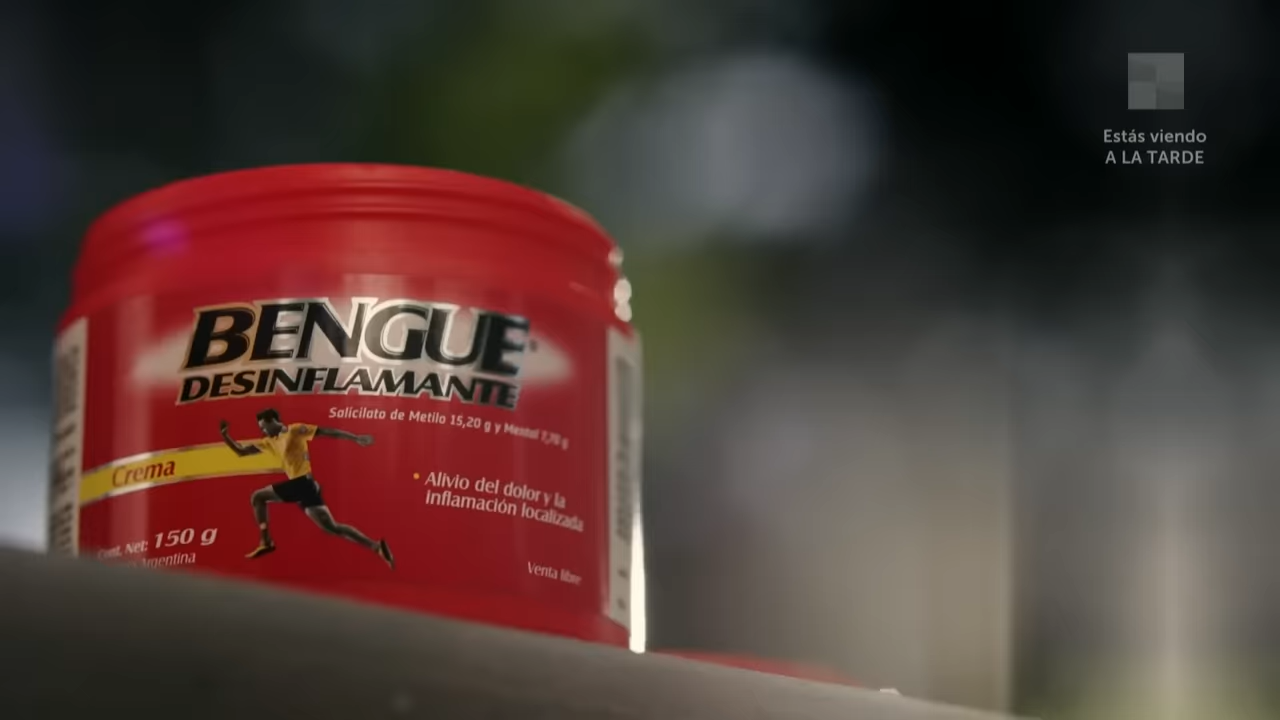 Estás viendo
A LA TARDE
BENGUE
DESINFLAMANTE
Salicilato de Metilo 15,20 g y Mentol 7,70 g
Crema
• Alivio del dolor y la
inflamación localizada
Cont. Net: 150 g
Argentina
Venta libre